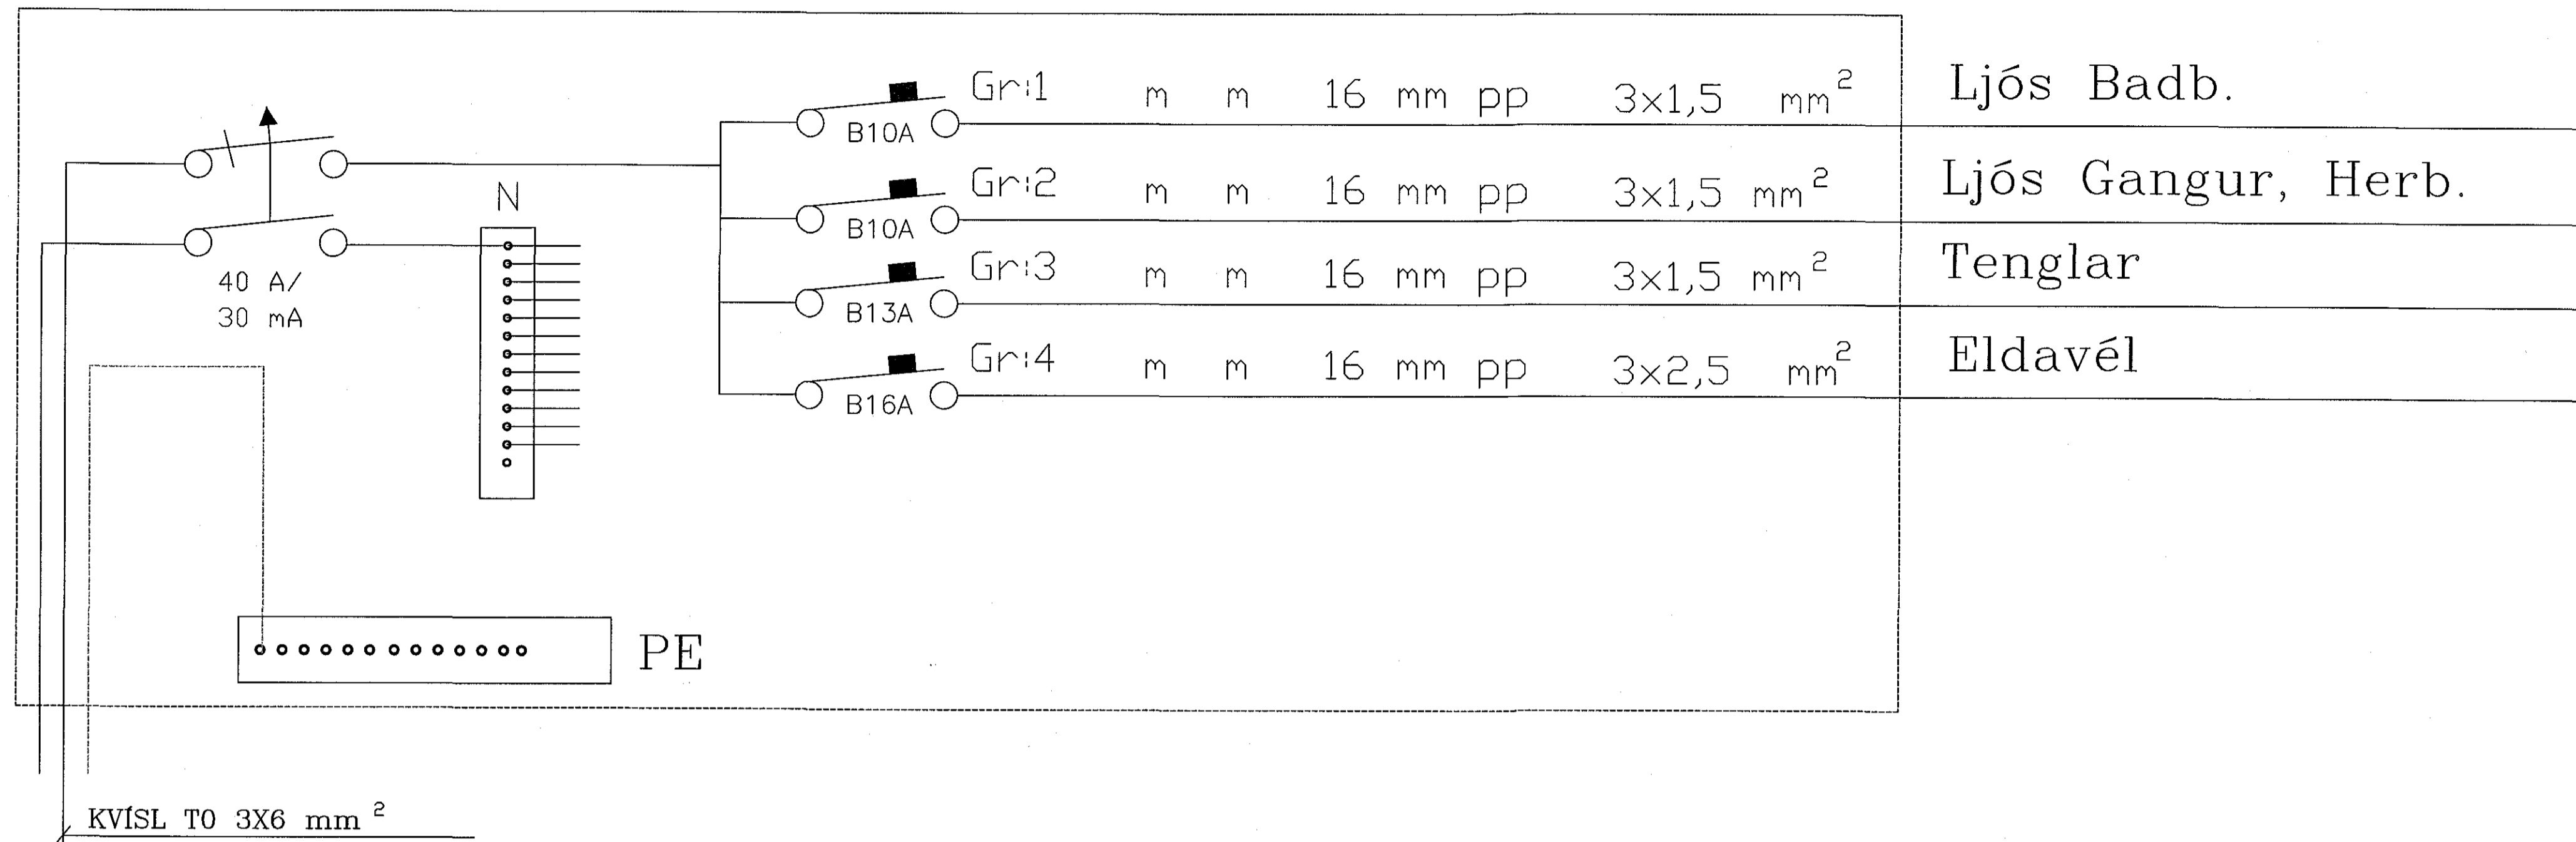 Gr:1 m m 16 mm pp 3x1,5 mm² Ljós Badb.
B10A
Gr:2 m m 16 mm pp 3x1,5 mm² Ljós Gangur, Herb.
B10A
N
Gr:3 m m 16 mm pp 3x1,5 mm² Tenglar
B13A
40 A/
30 mA
Gr:4 m m 16 mm pp 3x2,5 mm² Eldavél
B16A
PE
KVÍSL TO 3X6 mm²